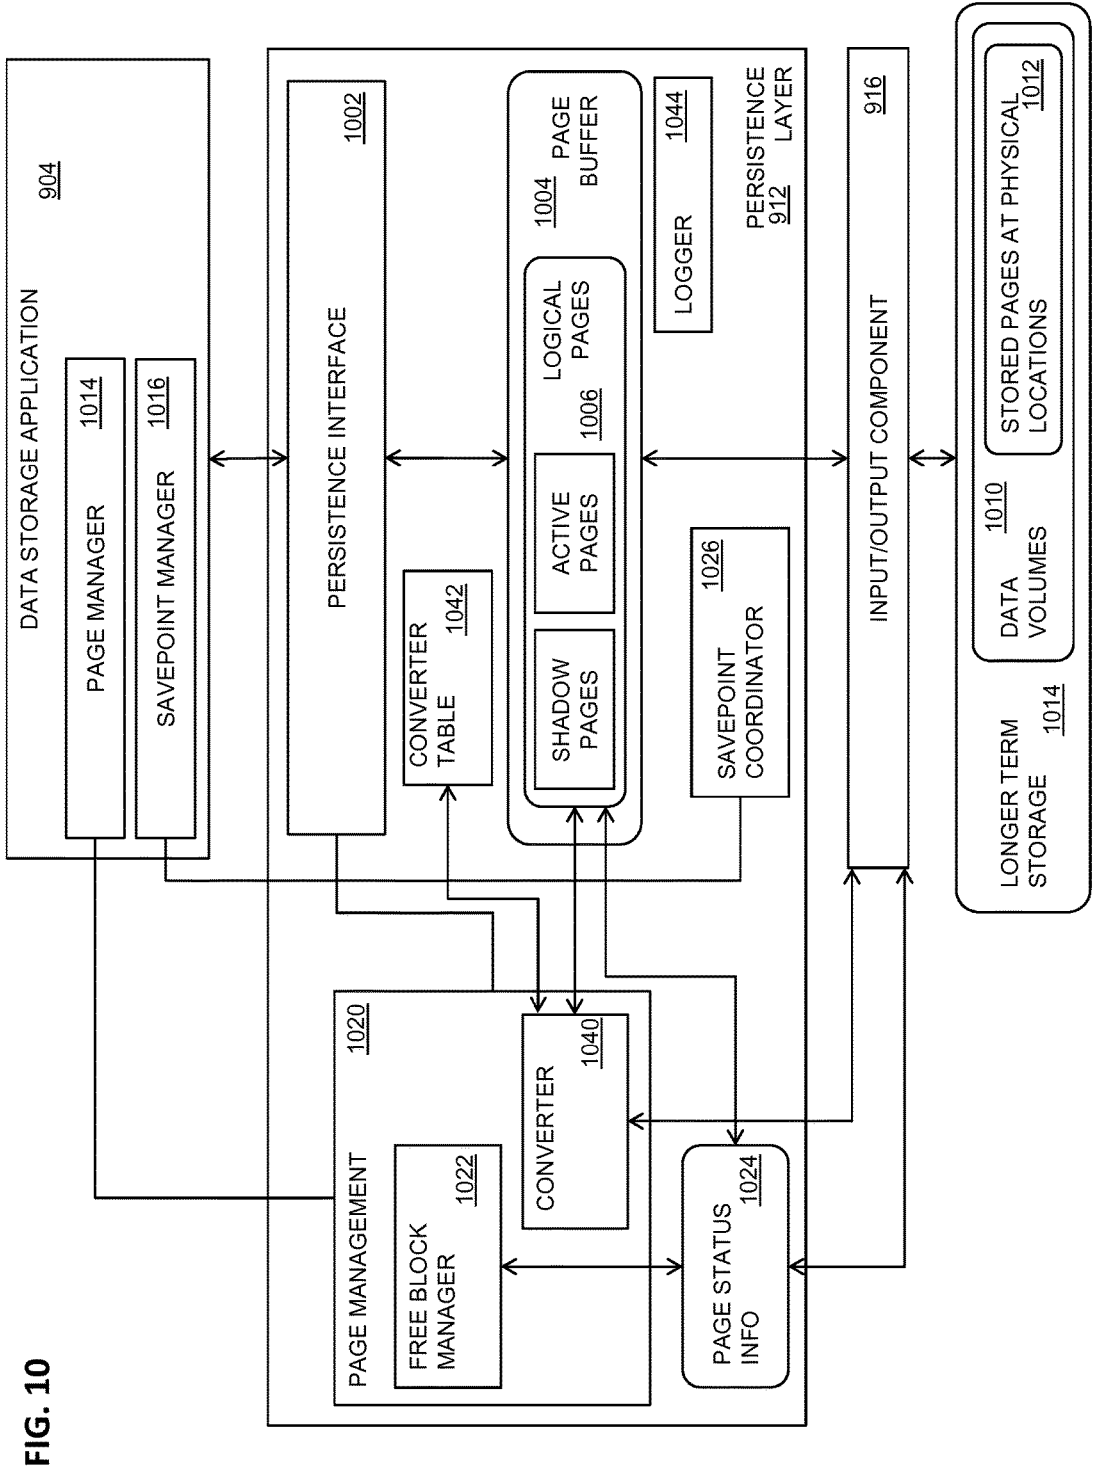 FIG. 10
DATA STORAGE APPLICATION
904
PAGE MANAGER
1014
SAVEPOINT MANAGER
1016
PERSISTENCE INTERFACE
1002
PAGE MANAGEMENT
1020
FREE BLOCK
MANAGER
1022
CONVERTER
1040
CONVERTER
TABLE
1042
1004
PAGE
BUFFER
LOGICAL
PAGES
1006
SHADOW
PAGES
ACTIVE
PAGES
PAGE STATUS
INFO
1024
SAVEPOINT
COORDINATOR
1026
LOGGER
1044
PERSISTENCE
LAYER
912
INPUT/OUTPUT COMPONENT
916
LONGER TERM
STORAGE
1014
DATA
VOLUMES
1010
STORED PAGES AT PHYSICAL
LOCATIONS
1012